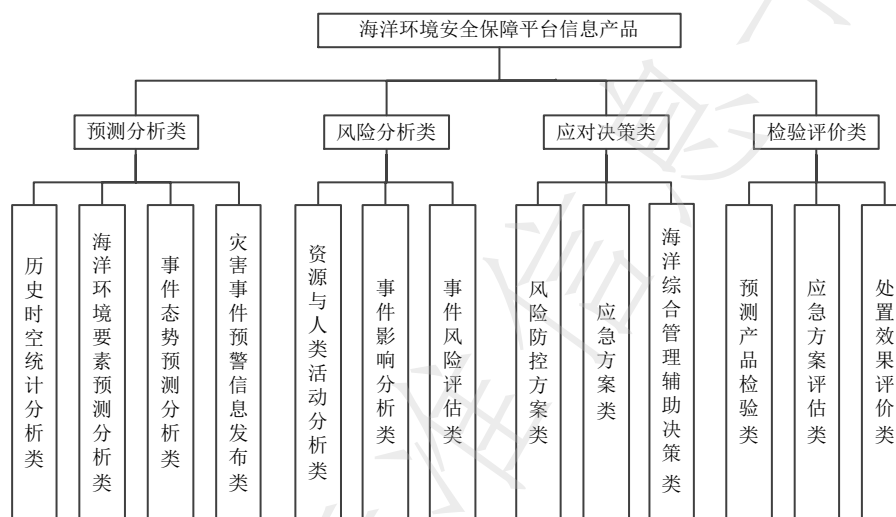 海洋环境安全保障平台信息产品
预测分析类
风险分析类
应对决策类
检验评价类
历史时空统计分析类
海洋环境要素预测分析类
事件态势预测分析类
灾害事件预警信息发布类
资源与人类活动分析类
事件影响分析类
事件风险评估类
风险防控方案类
应急方案类
海洋综合管理辅助决策类
预测产品检验类
应急方案评估类
处置效果评价类